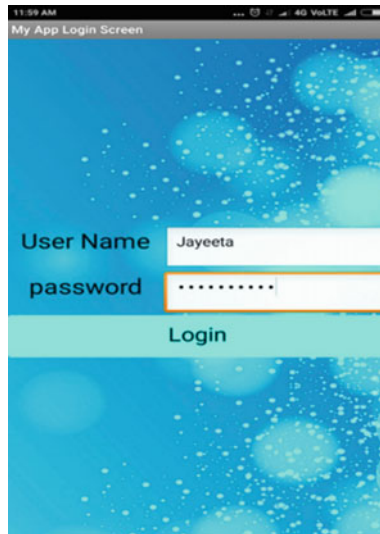 11:59 AM ... 4G VoLTE
My App Login Screen
User Name Jayeeta
password ••••••••••
Login